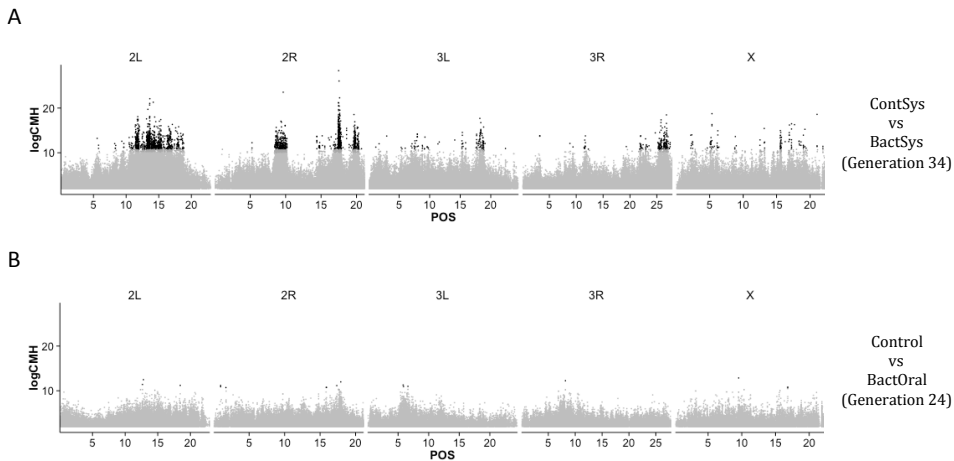 A
2L 2R 3L 3R X
20
10
logCMH
5 10 15 20 5 10 15 20 5 10 15 20 5 10 15 20 25 5 10 15 20
POS
ContSys
vs
BactSys
(Generation 34)
B
2L 2R 3L 3R X
20
10
logCMH
5 10 15 20 5 10 15 20 5 10 15 20 5 10 15 20 25 5 10 15 20
POS
Control
vs
BactOral
(Generation 24)